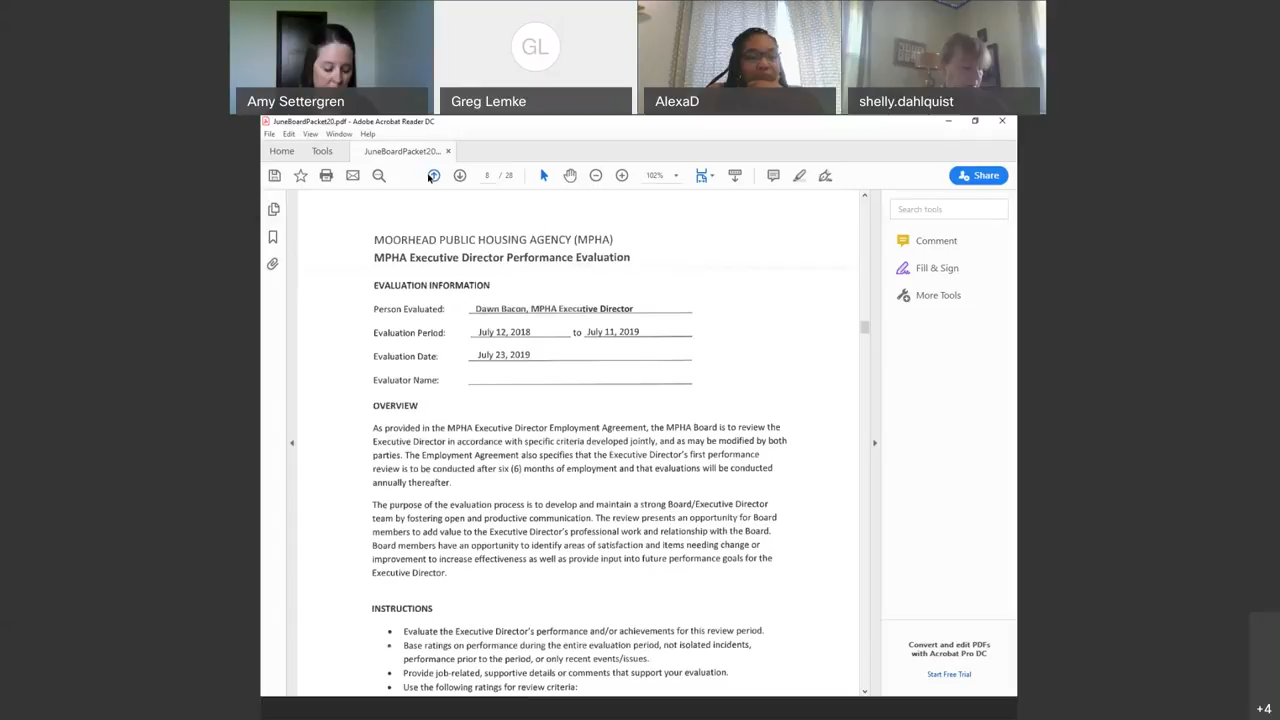 GL
Amy Settergren
Greg Lemke
AlexaD
shelly.dahlquist
JuneBoardPacket20.pdf - Adobe Acrobat Reader DC
File Edit View Window Help
Home Tools JuneBoardPacket20... ×
8 / 28 102% Share
Search tools
Comment
Fill & Sign
More Tools
MOORHEAD PUBLIC HOUSING AGENCY (MPHA)
MPHA Executive Director Performance Evaluation
EVALUATION INFORMATION
Person Evaluated: Dawn Bacon, MPHA Executive Director
Evaluation Period: July 12, 2018 to July 11, 2019
Evaluation Date: July 23, 2019
Evaluator Name:
OVERVIEW
As provided in the MPHA Executive Director Employment Agreement, the MPHA Board is to review the
Executive Director in accordance with specific criteria developed jointly, and as may be modified by both
parties. The Employment Agreement also specifies that the Executive Director's first performance
review is to be conducted after six (6) months of employment and that evaluations will be conducted
annually thereafter.
The purpose of the evaluation process is to develop and maintain a strong Board/Executive Director
team by fostering open and productive communication. The review presents an opportunity for Board
members to add value to the Executive Director's professional work and relationship with the Board.
Board members have an opportunity to identify areas of satisfaction and items needing change or
improvement to increase effectiveness as well as provide input into future performance goals for the
Executive Director.
INSTRUCTIONS
• Evaluate the Executive Director's performance and/or achievements for this review period.
• Base ratings on performance during the entire evaluation period, not isolated incidents,
performance prior to the period, or only recent events/issues.
• Provide job-related, supportive details or comments that support your evaluation.
• Use the following ratings for review criteria:
Convert and edit PDFs
with Acrobat Pro DC
Start Free Trial
+4